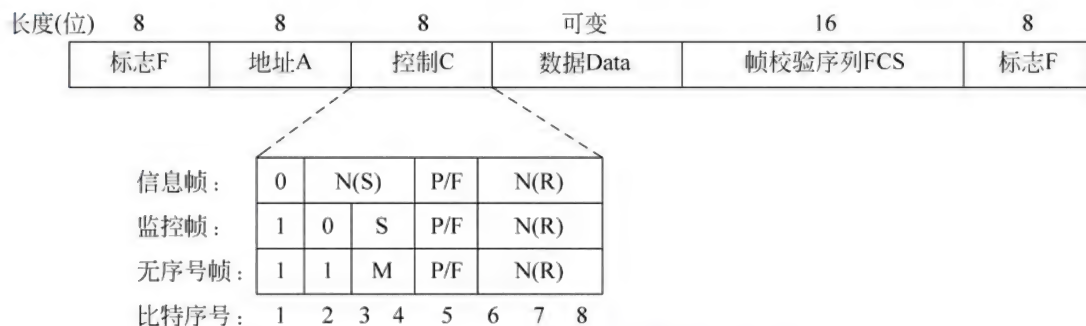 长度(位) 8 8 8 可变 16 8
标志F 地址A 控制C 数据Data 帧校验序列FCS 标志F
信息帧： 0 N(S) P/F N(R)
监控帧： 1 0 S P/F N(R)
无序号帧： 1 1 M P/F N(R)
比特序号： 1 2 3 4 5 6 7 8